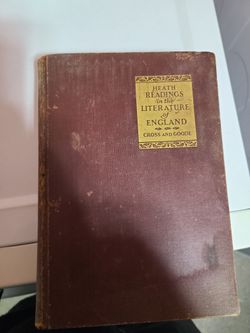 HEATH
READINGS
in the
LITERATURE
of
ENGLAND
CROSS AND GOODE